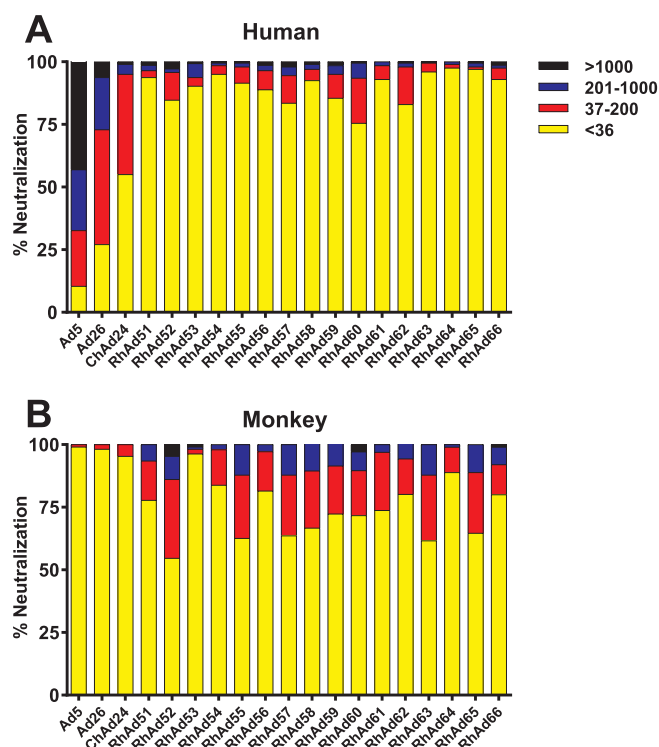 A
Human
>1000
201-1000
37-200
<36
% Neutralization
100
75
50
25
0
Ad5
Ad26
ChAd24
RhAd51
RhAd52
RhAd53
RhAd54
RhAd55
RhAd56
RhAd57
RhAd58
RhAd59
RhAd60
RhAd61
RhAd62
RhAd63
RhAd64
RhAd65
RhAd66
B
Monkey
% Neutralization
100
75
50
25
0
Ad5
Ad26
ChAd24
RhAd51
RhAd52
RhAd53
RhAd54
RhAd55
RhAd56
RhAd57
RhAd58
RhAd59
RhAd60
RhAd61
RhAd62
RhAd63
RhAd64
RhAd65
RhAd66